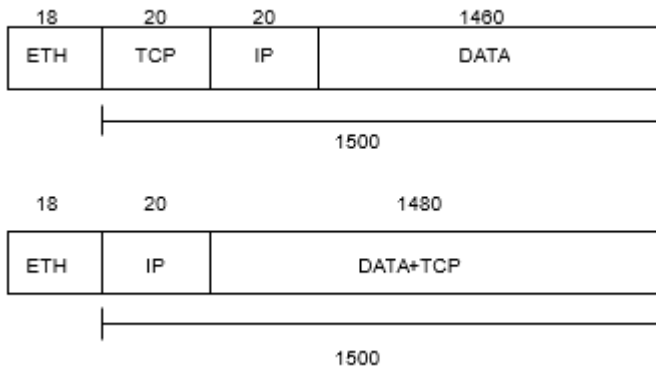 18 20 20 1460
ETH TCP IP DATA
1500
18 20 1480
ETH IP DATA+TCP
1500